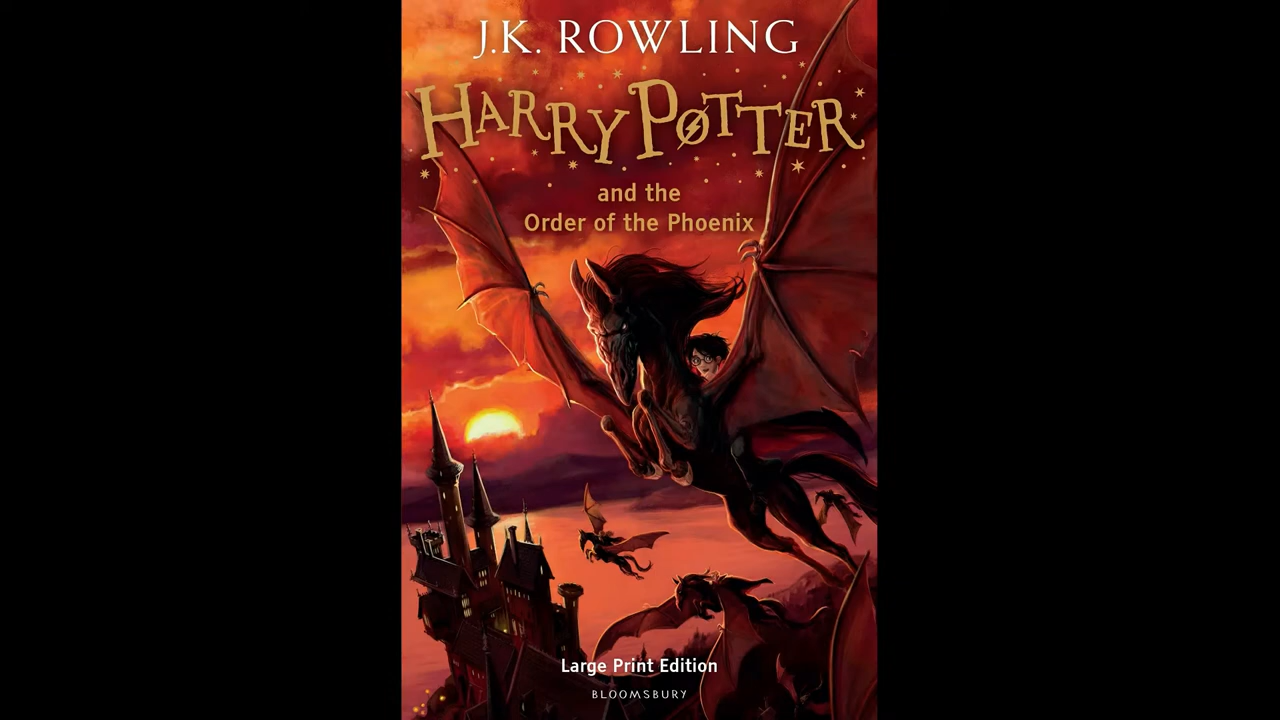 J.K. ROWLING
HARRY POTTER
and the
Order of the Phoenix
Large Print Edition
BLOOMSBURY